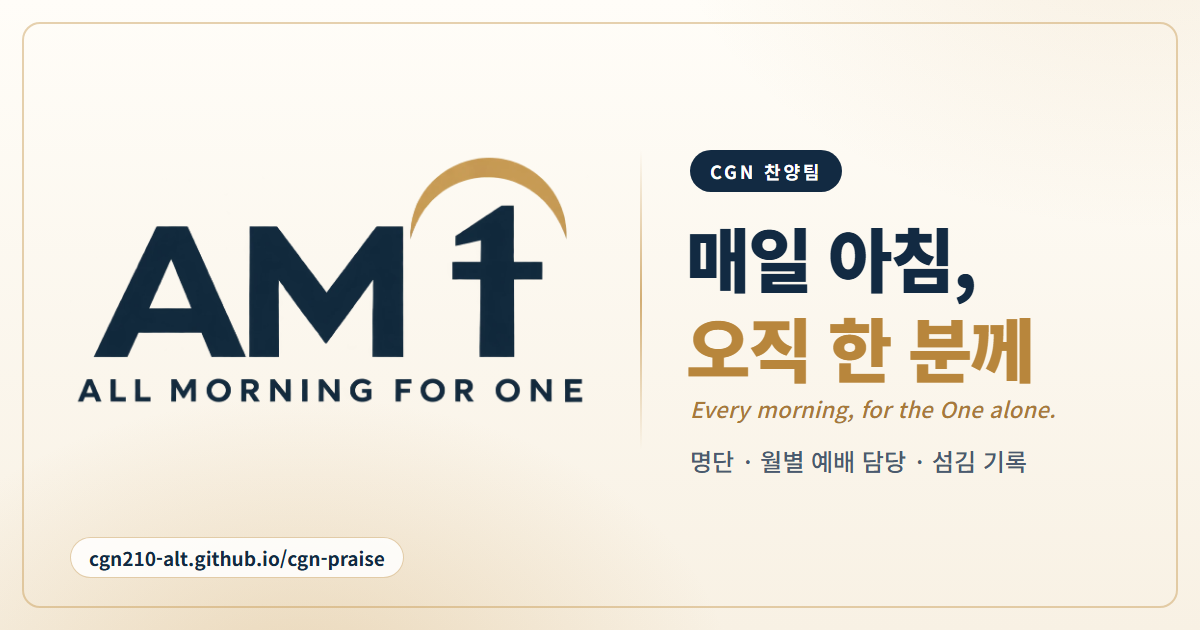 AM1
ALL MORNING FOR ONE
CGN 찬양팀
매일 아침,
오직 한 분께
Every morning, for the One alone.
명단 · 월별 예배 담당 · 섬김 기록
cgn210-alt.github.io/cgn-praise